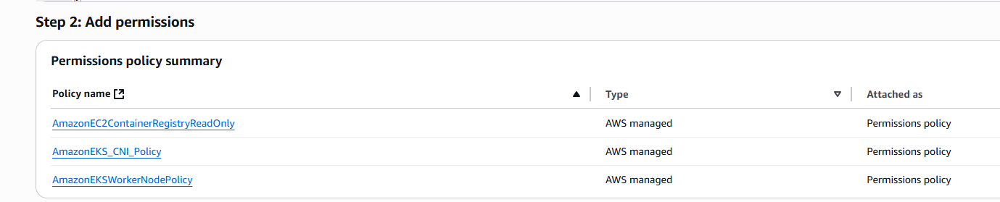 Step 2: Add permissions
Permissions policy summary
Policy name Type Attached as
AmazonEC2ContainerRegistryReadOnly AWS managed Permissions policy
AmazonEKS_CNI_Policy AWS managed Permissions policy
AmazonEKSWorkerNodePolicy AWS managed Permissions policy